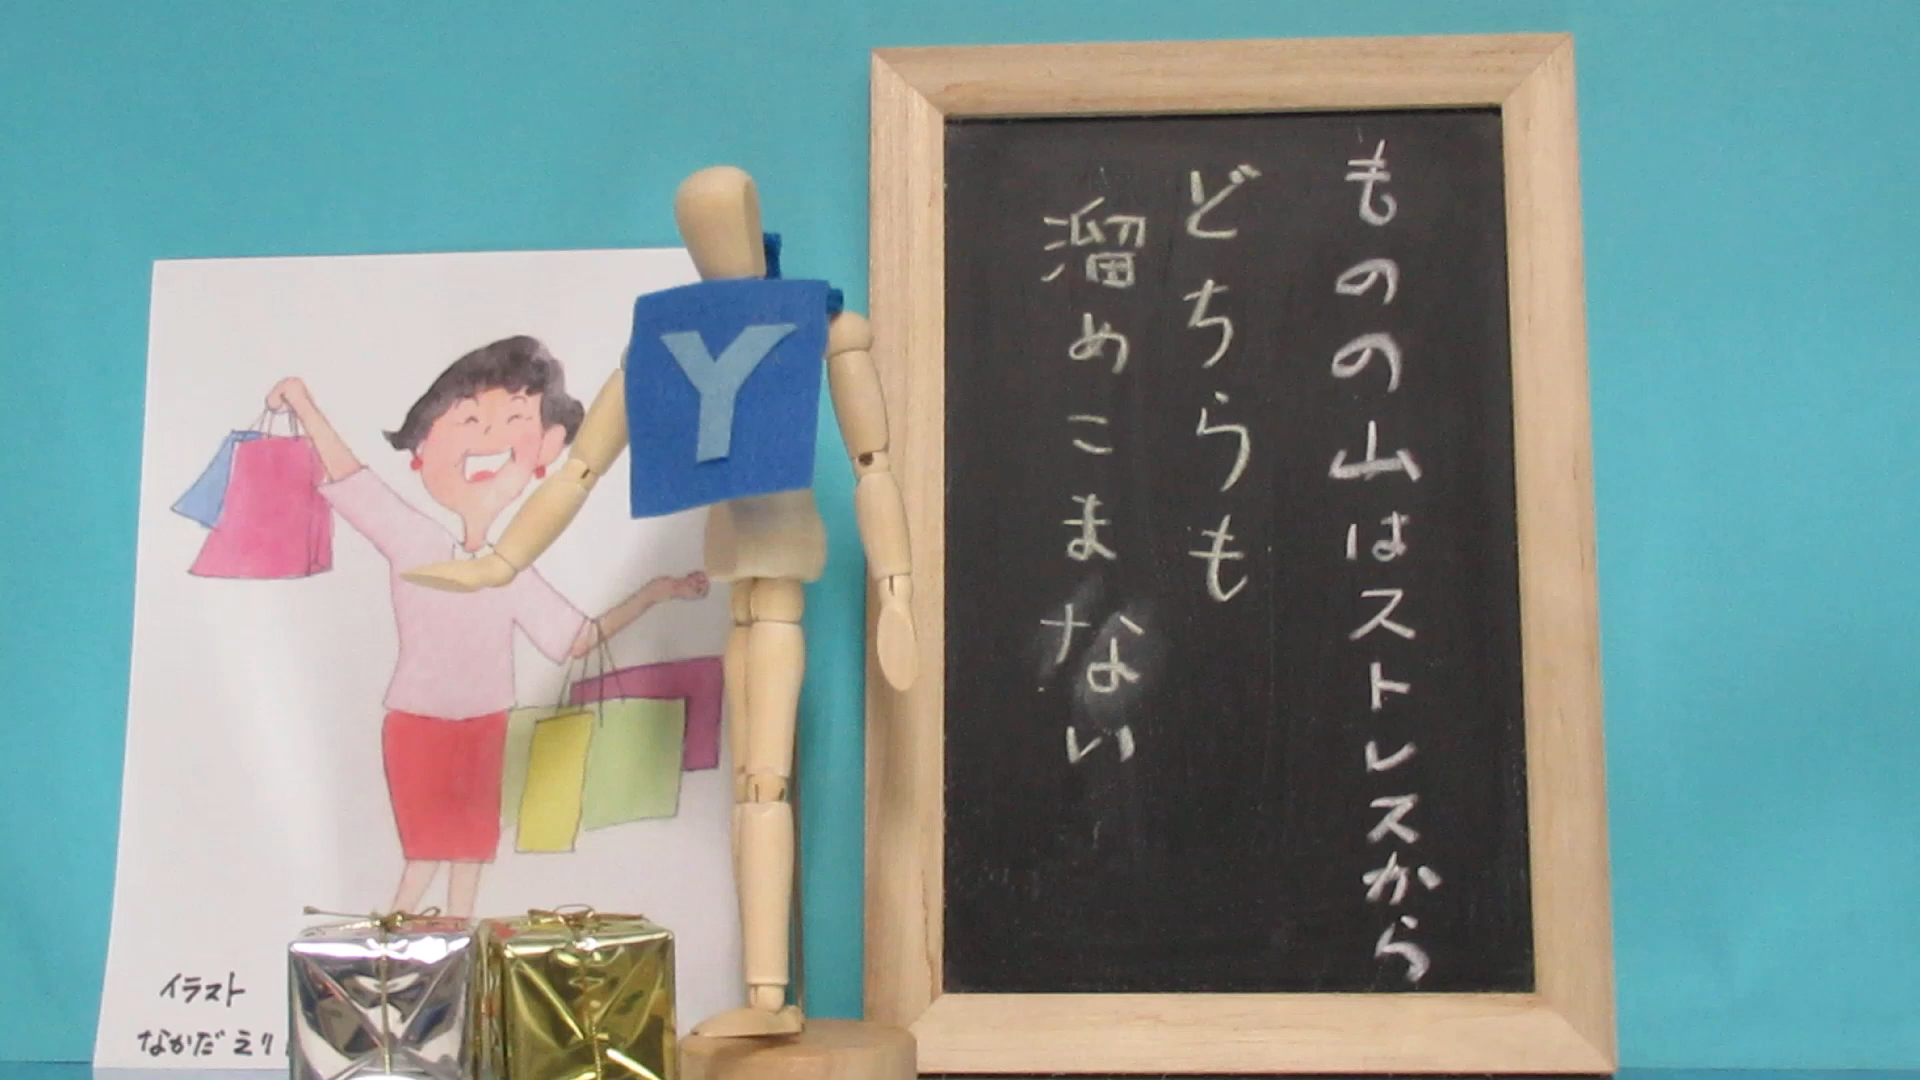 ものの山はストレスから
どちらも
溜めこまない
Y
イラスト
なかだえり